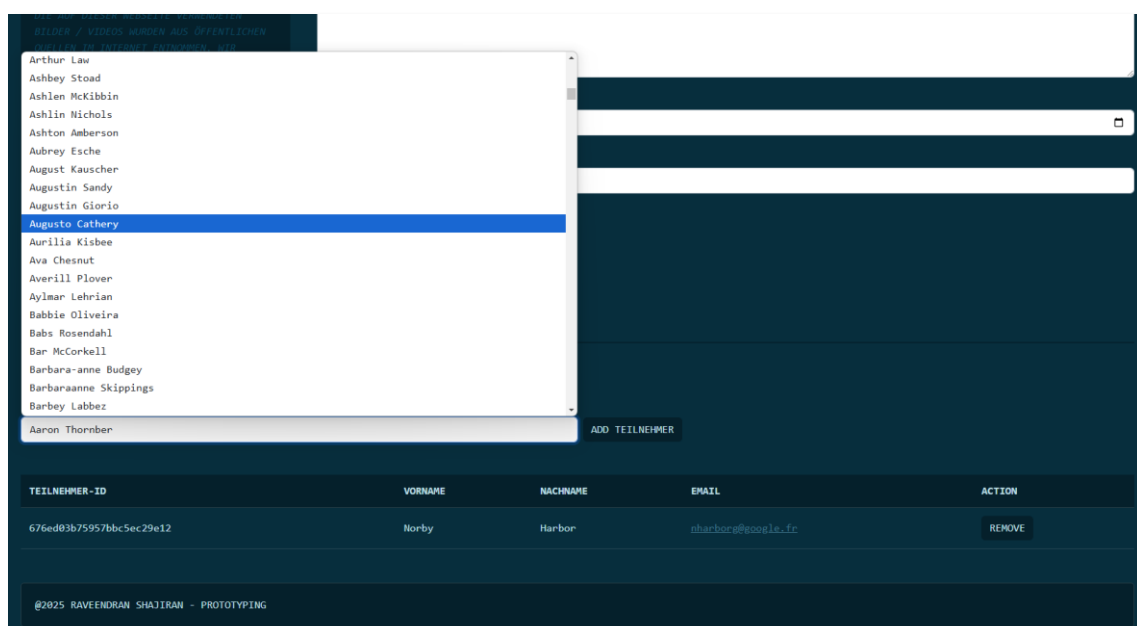 DIE AUF DIESER WEBSEITE VERWENDETEN
BILDER / VIDEOS WURDEN AUS ÖFFENTLICHEN
QUELLEN IM INTERNET ENTNOMMEN. WIR
Arthur Law
Ashbey Stoad
Ashlen McKibbin
Ashlin Nichols
Ashton Amberson
Aubrey Esche
August Kauscher
Augustin Sandy
Augustin Giorio
Augusto Cathery
Aurilia Kisbee
Ava Chesnut
Averill Plover
Aylmar Lehrian
Babbie Oliveira
Babs Rosendahl
Bar McCorkell
Barbara-anne Budgey
Barbaraanne Skippings
Barbey Labbez
Aaron Thornber ADD TEILNEHMER
TEILNEHMER-ID VORNAME NACHNAME EMAIL ACTION
676ed03b75957bbc5ec29e12 Norby Harbor nharborg@google.fr REMOVE
@2025 RAVEENDRAN SHAJIRAN - PROTOTYPING